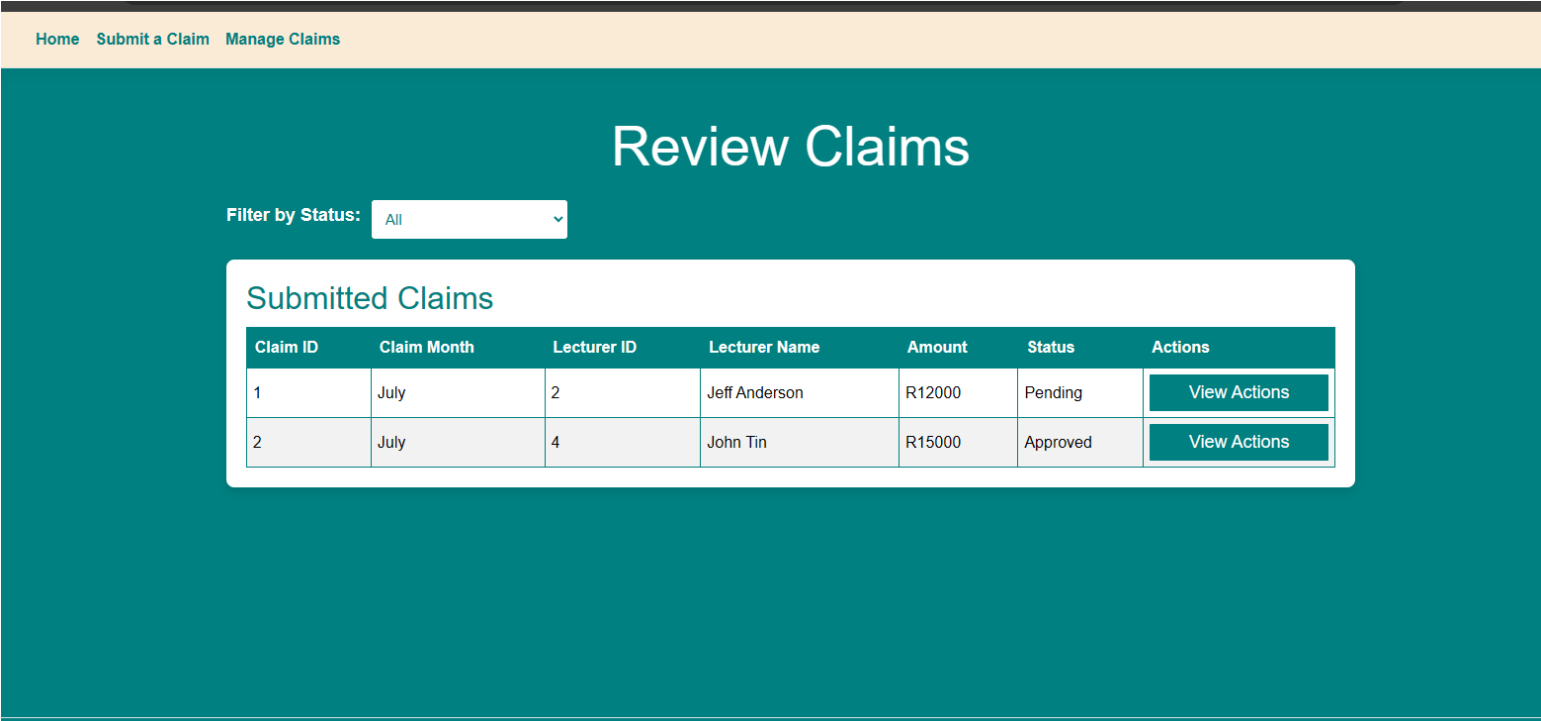 Home Submit a Claim Manage Claims
Review Claims
Filter by Status: All
Submitted Claims
Claim ID Claim Month Lecturer ID Lecturer Name Amount Status Actions
1 July 2 Jeff Anderson R12000 Pending View Actions
2 July 4 John Tin R15000 Approved View Actions